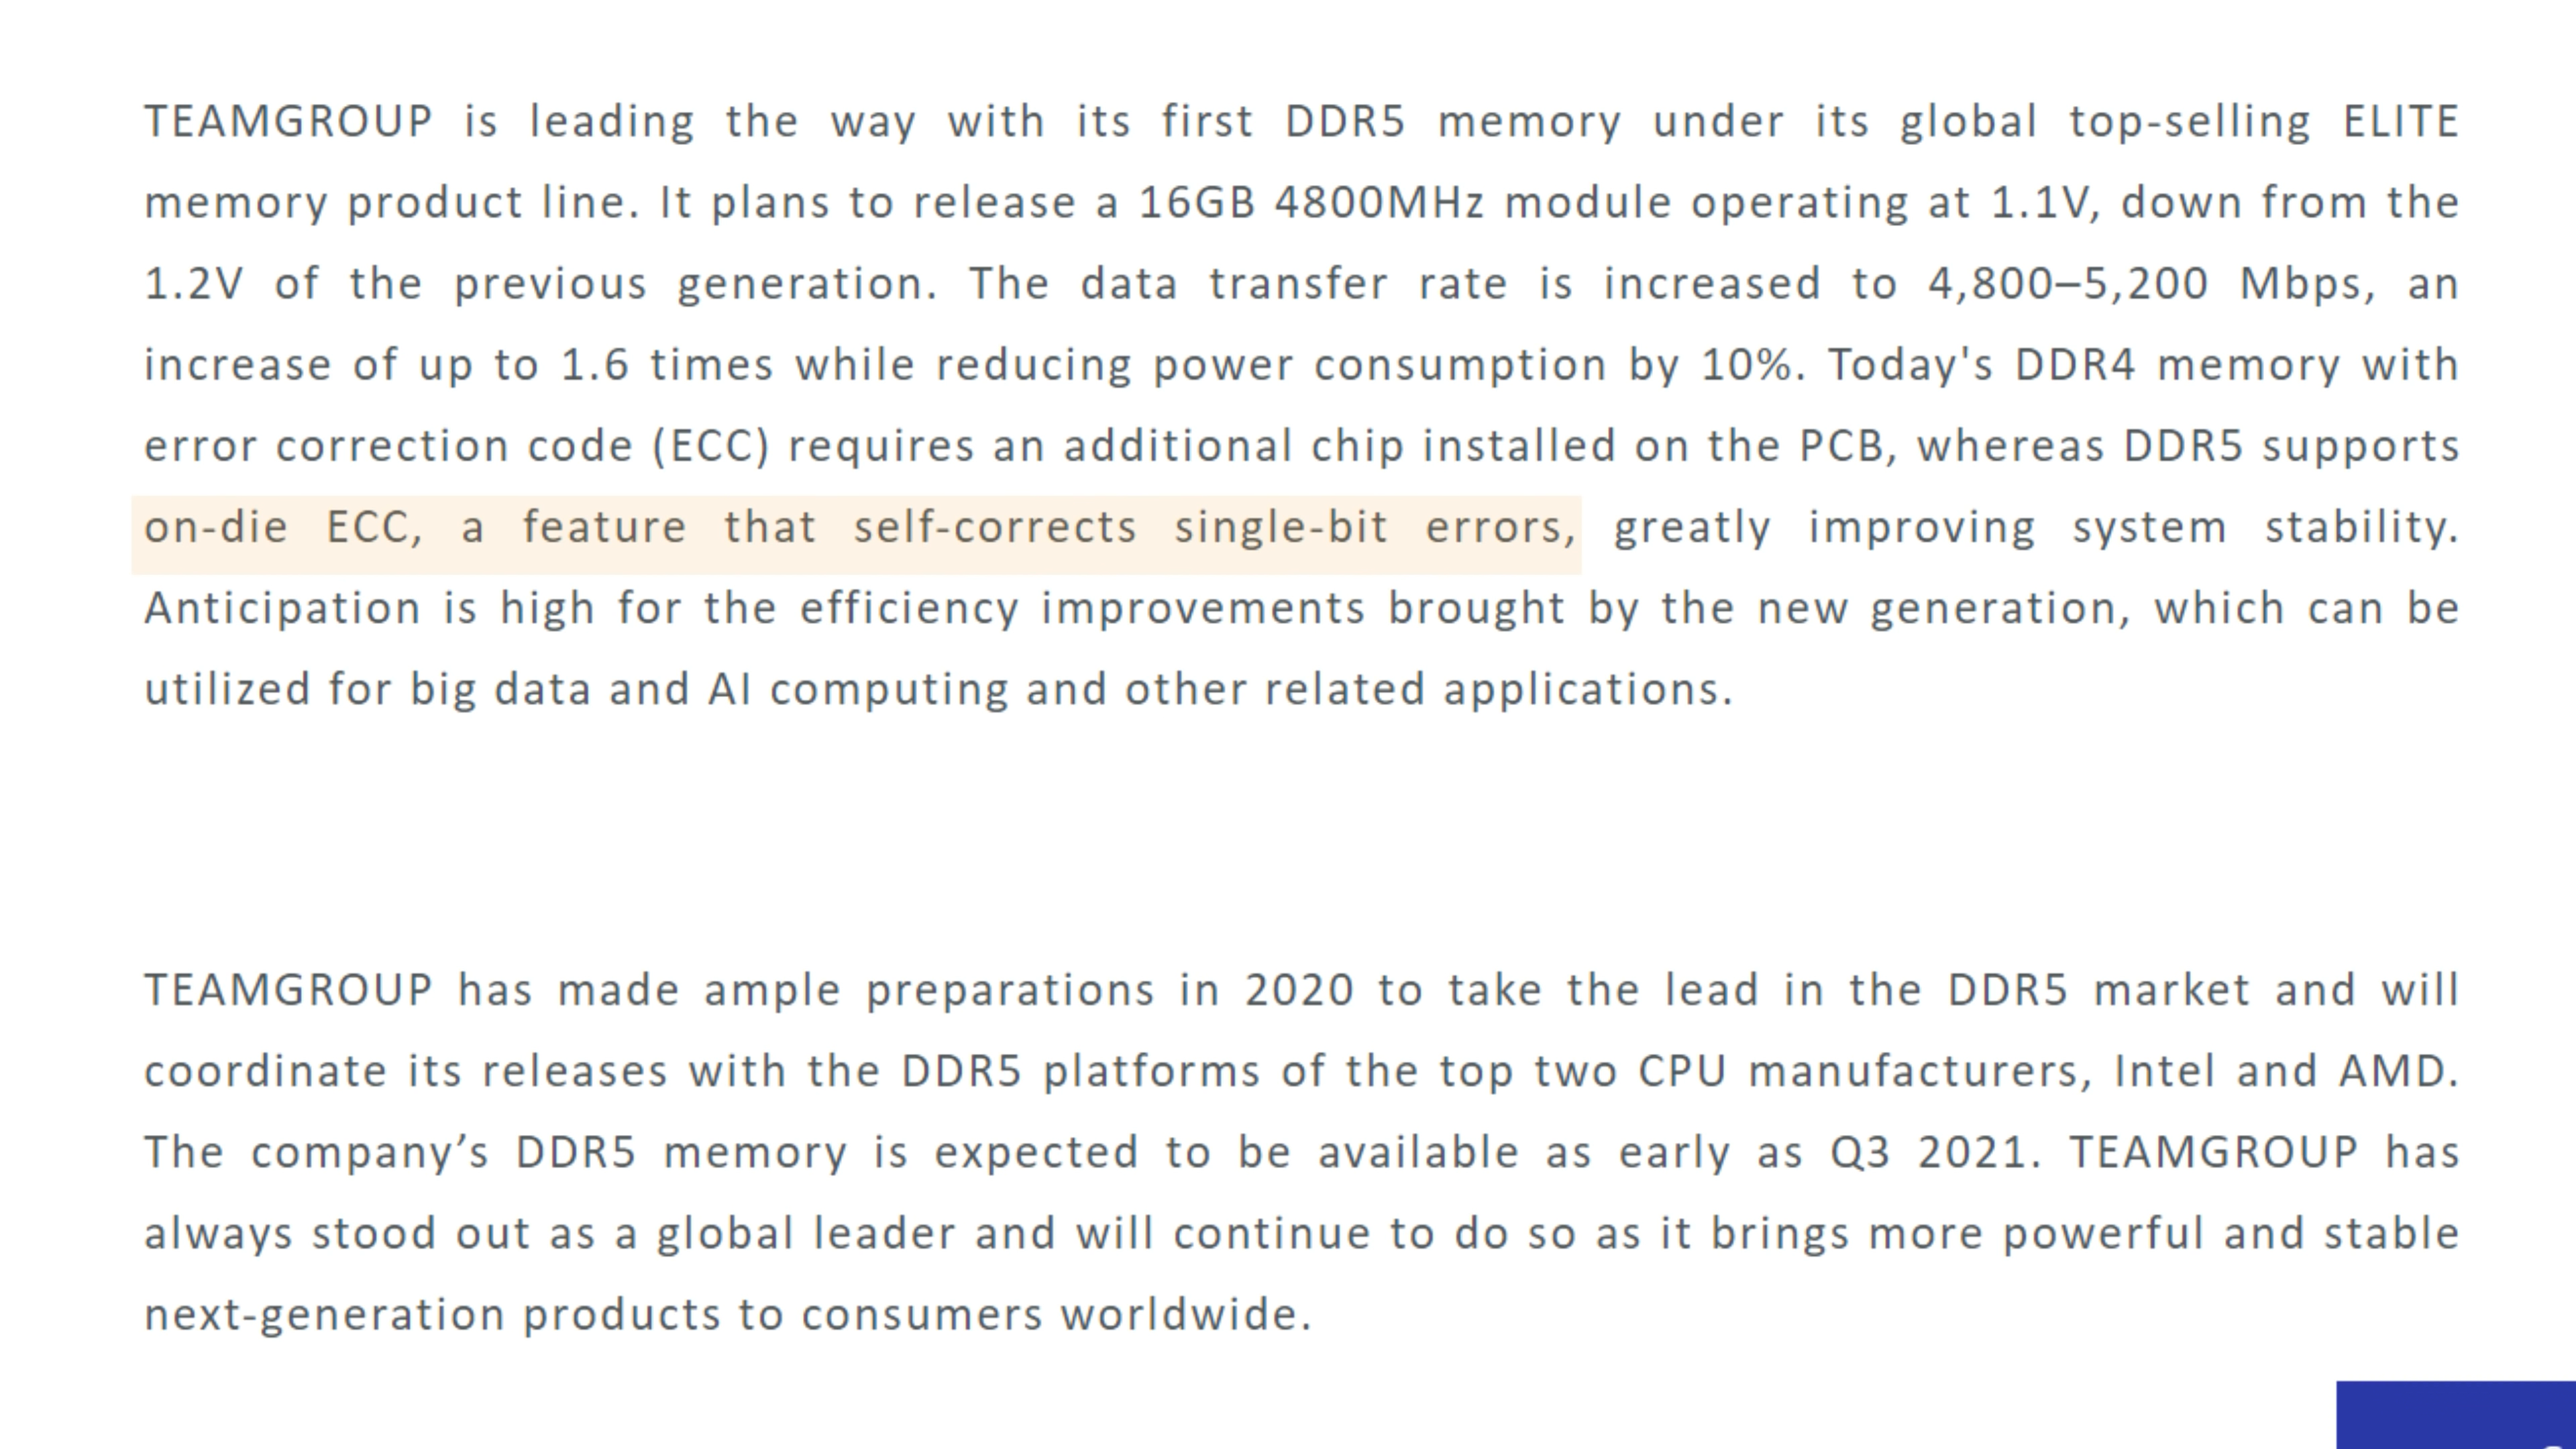 TEAMGROUP is leading the way with its first DDR5 memory under its global top-selling ELITE
memory product line. It plans to release a 16GB 4800MHz module operating at 1.1V, down from the
1.2V of the previous generation. The data transfer rate is increased to 4,800–5,200 Mbps, an
increase of up to 1.6 times while reducing power consumption by 10%. Today's DDR4 memory with
error correction code (ECC) requires an additional chip installed on the PCB, whereas DDR5 supports
on-die ECC, a feature that self-corrects single-bit errors, greatly improving system stability.
Anticipation is high for the efficiency improvements brought by the new generation, which can be
utilized for big data and AI computing and other related applications.
TEAMGROUP has made ample preparations in 2020 to take the lead in the DDR5 market and will
coordinate its releases with the DDR5 platforms of the top two CPU manufacturers, Intel and AMD.
The company’s DDR5 memory is expected to be available as early as Q3 2021. TEAMGROUP has
always stood out as a global leader and will continue to do so as it brings more powerful and stable
next-generation products to consumers worldwide.